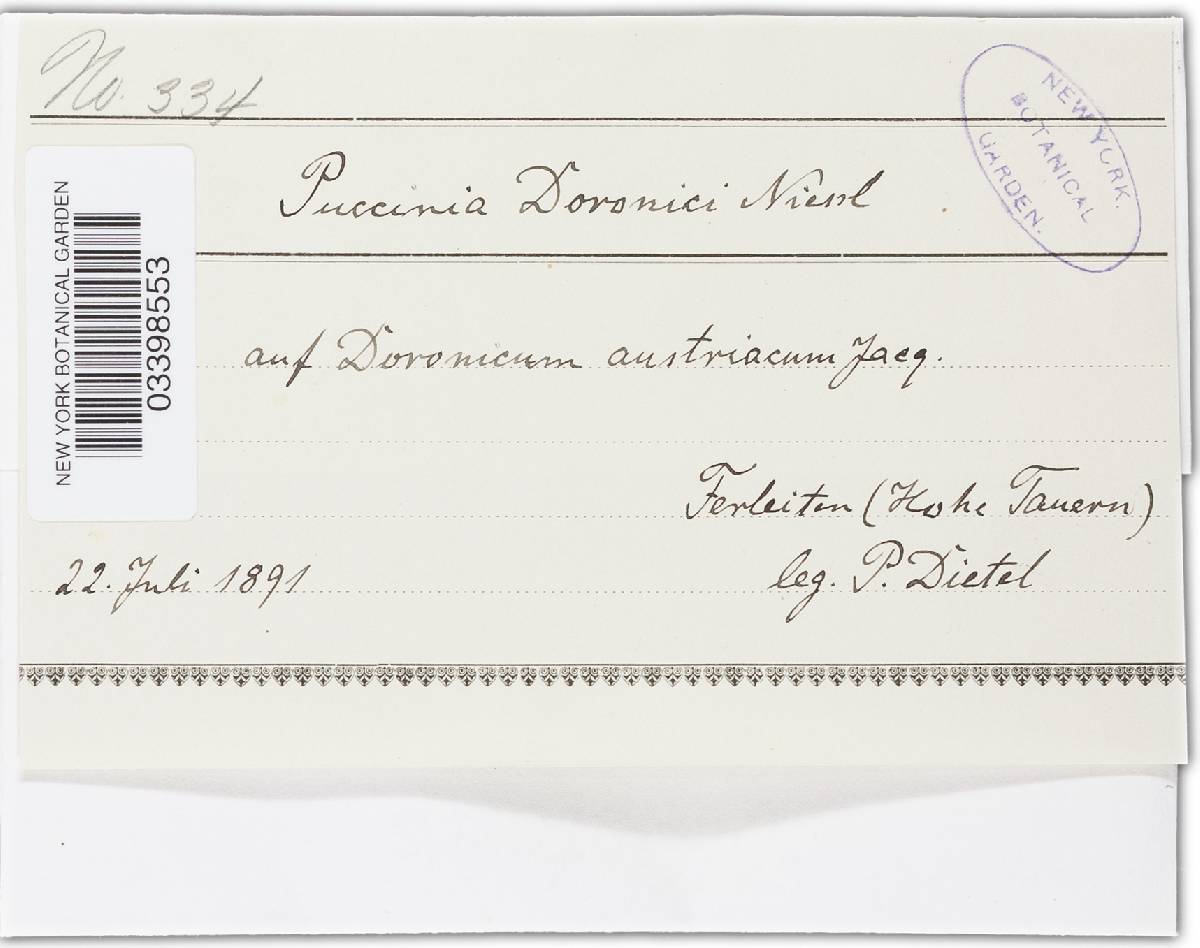 No. 334
NEW YORK
BOTANICAL
GARDEN.
Puccinia Doronici Niessl
NEW YORK BOTANICAL GARDEN
03398553
auf Doronicum austriacum Jacq.
Ferleiten (Hohe Tauern)
22. Juli 1891
leg. P. Dietel